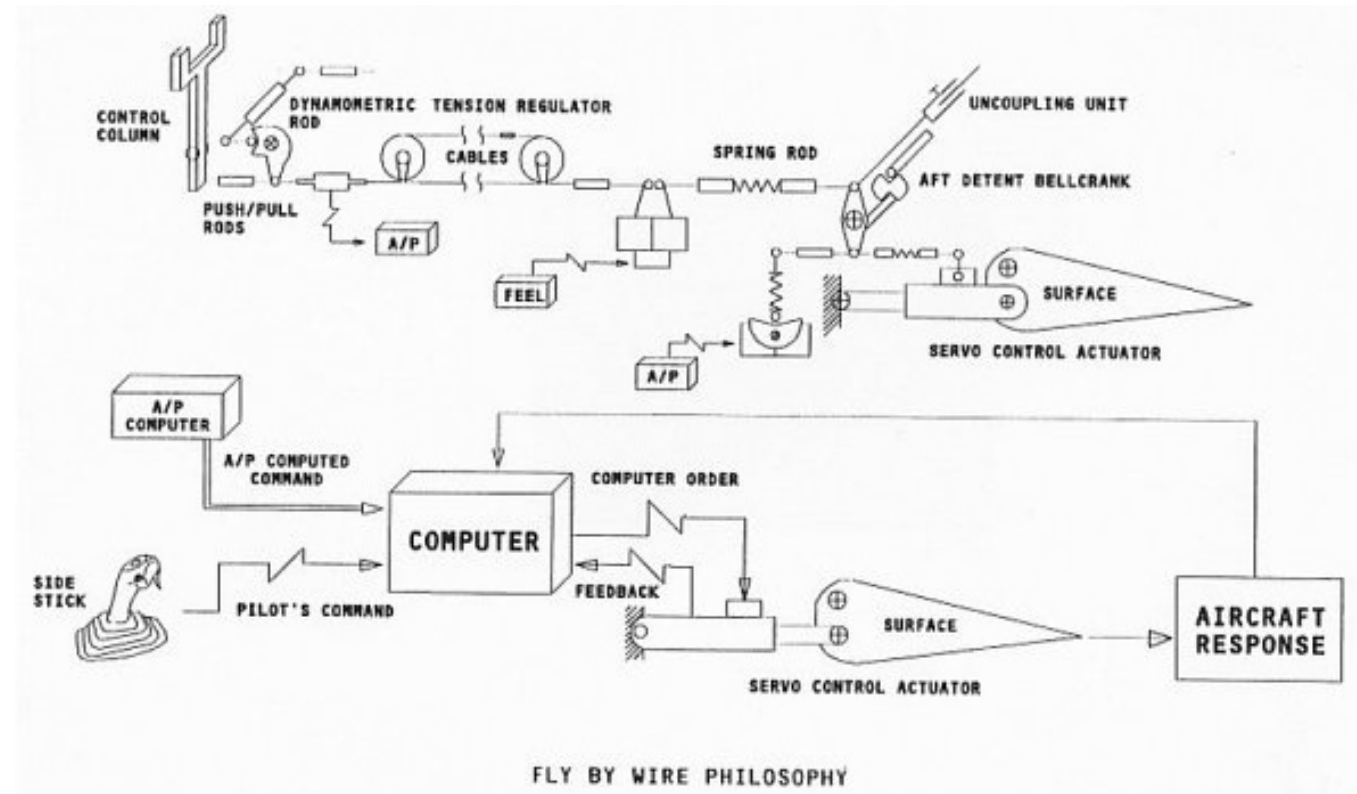 CONTROL
COLUMN
DYNAMOMETRIC
ROD
TENSION REGULATOR
CABLES
PUSH/PULL
RODS
A/P
FEEL
SPRING ROD
UNCOUPLING UNIT
AFT DETENT BELLCRANK
SURFACE
SERVO CONTROL ACTUATOR
A/P
A/P
COMPUTER
A/P COMPUTED
COMMAND
COMPUTER
COMPUTER ORDER
FEEDBACK
SIDE
STICK
PILOT'S COMMAND
SURFACE
SERVO CONTROL ACTUATOR
AIRCRAFT
RESPONSE
FLY BY WIRE PHILOSOPHY